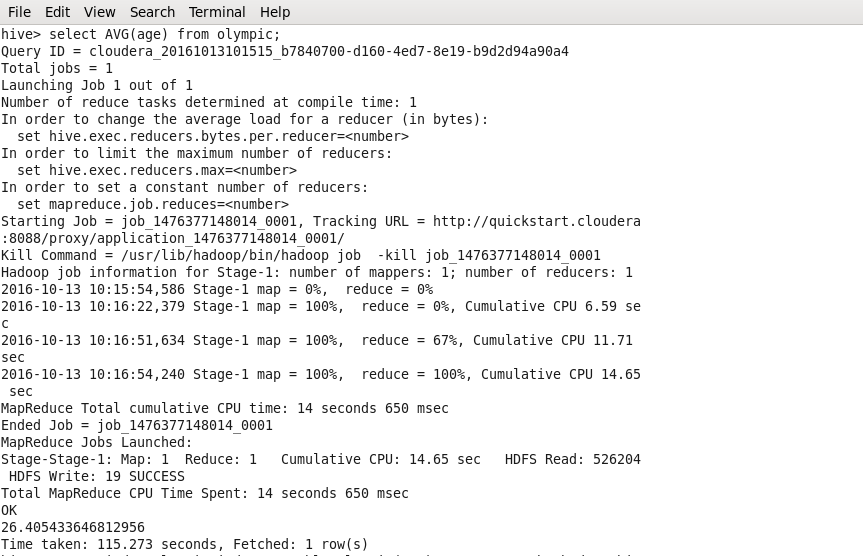 File Edit View Search Terminal Help
hive> select AVG(age) from olympic;
Query ID = cloudera_20161013101515_b7840700-d160-4ed7-8e19-b9d2d94a90a4
Total jobs = 1
Launching Job 1 out of 1
Number of reduce tasks determined at compile time: 1
In order to change the average load for a reducer (in bytes):
  set hive.exec.reducers.bytes.per.reducer=<number>
In order to limit the maximum number of reducers:
  set hive.exec.reducers.max=<number>
In order to set a constant number of reducers:
  set mapreduce.job.reduces=<number>
Starting Job = job_1476377148014_0001, Tracking URL = http://quickstart.cloudera
:8088/proxy/application_1476377148014_0001/
Kill Command = /usr/lib/hadoop/bin/hadoop job  -kill job_1476377148014_0001
Hadoop job information for Stage-1: number of mappers: 1; number of reducers: 1
2016-10-13 10:15:54,586 Stage-1 map = 0%,  reduce = 0%
2016-10-13 10:16:22,379 Stage-1 map = 100%,  reduce = 0%, Cumulative CPU 6.59 se
c
2016-10-13 10:16:51,634 Stage-1 map = 100%,  reduce = 67%, Cumulative CPU 11.71
sec
2016-10-13 10:16:54,240 Stage-1 map = 100%,  reduce = 100%, Cumulative CPU 14.65
 sec
MapReduce Total cumulative CPU time: 14 seconds 650 msec
Ended Job = job_1476377148014_0001
MapReduce Jobs Launched:
Stage-Stage-1: Map: 1  Reduce: 1   Cumulative CPU: 14.65 sec   HDFS Read: 526204
 HDFS Write: 19 SUCCESS
Total MapReduce CPU Time Spent: 14 seconds 650 msec
OK
26.405433646812956
Time taken: 115.273 seconds, Fetched: 1 row(s)